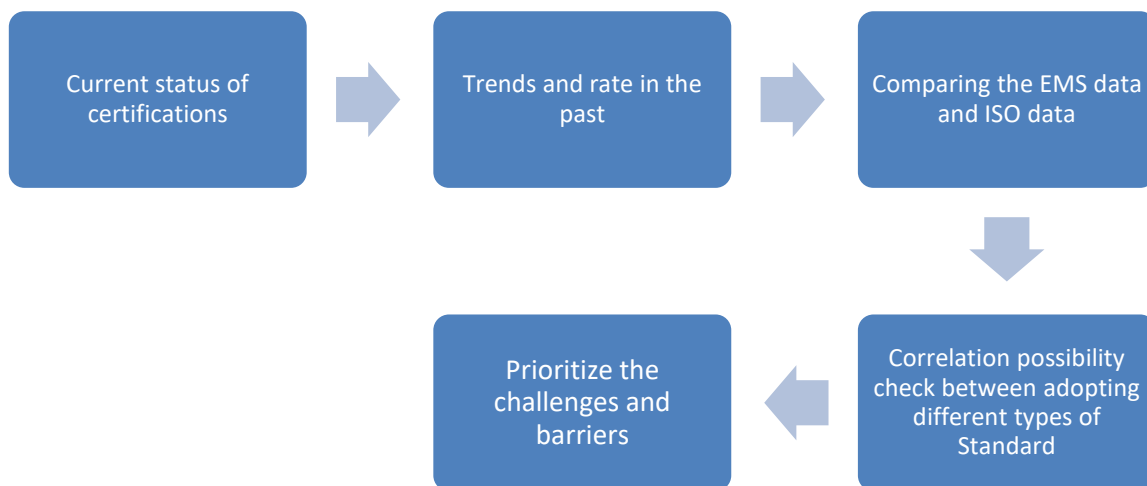 Current status of
certifications
Trends and rate in the
past
Comparing the EMS data
and ISO data
Correlation possibility
check between adopting
different types of
Standard
Prioritize the
challenges and
barriers